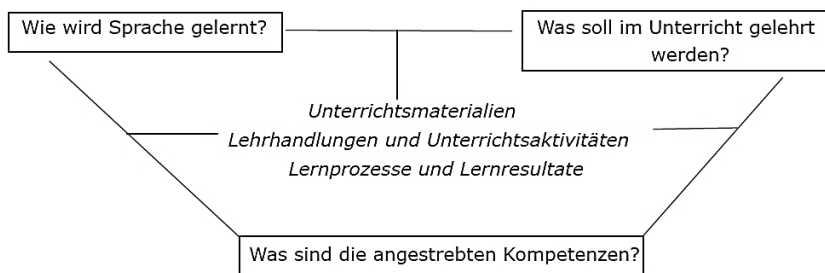 Wie wird Sprache gelernt?
Was soll im Unterricht gelehrt
werden?
Unterrichtsmaterialien
Lehrhandlungen und Unterrichtsaktivitäten
Lernprozesse und Lernresultate
Was sind die angestrebten Kompetenzen?